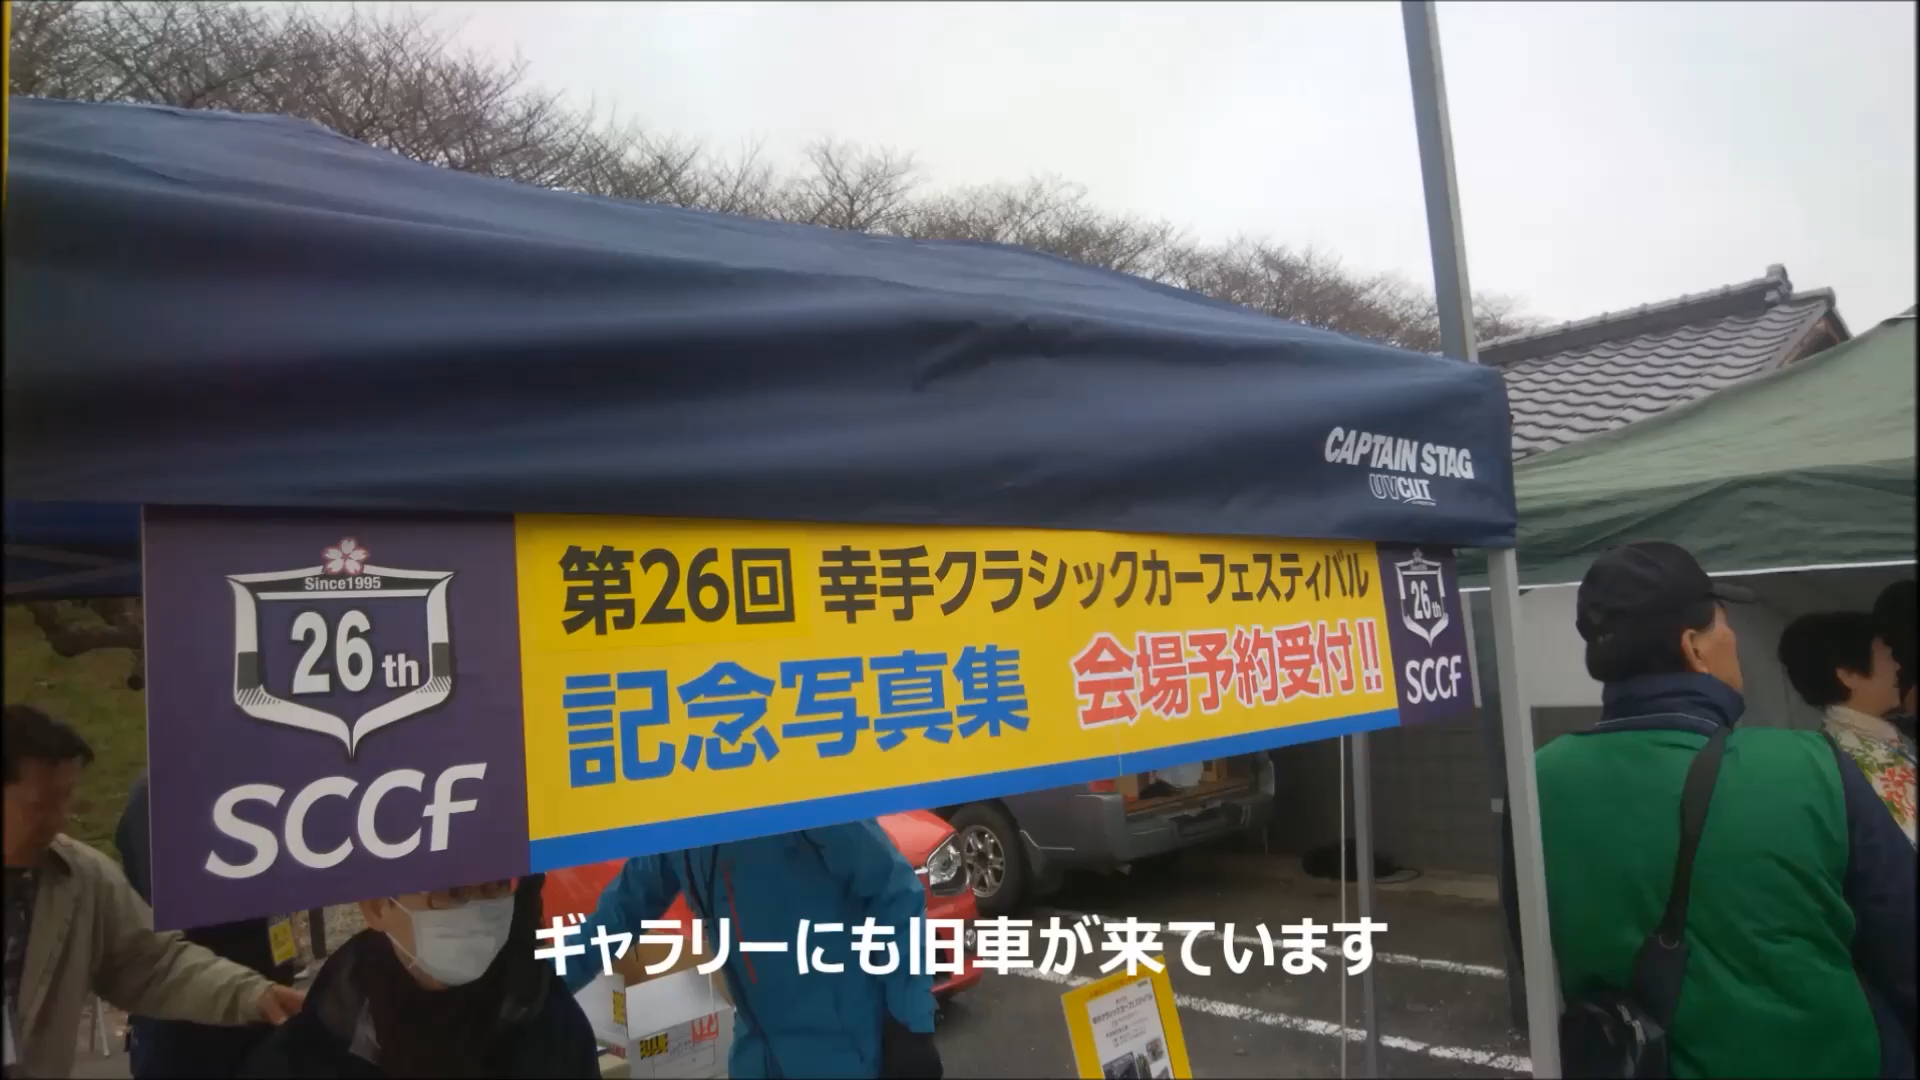 CAPTAIN STAG
UV CUT
Since1995
26th
SCCF
第26回 幸手クラシックカーフェスティバル
記念写真集 会場予約受付!!
26th
SCCF
ギャラリーにも旧車が来ています